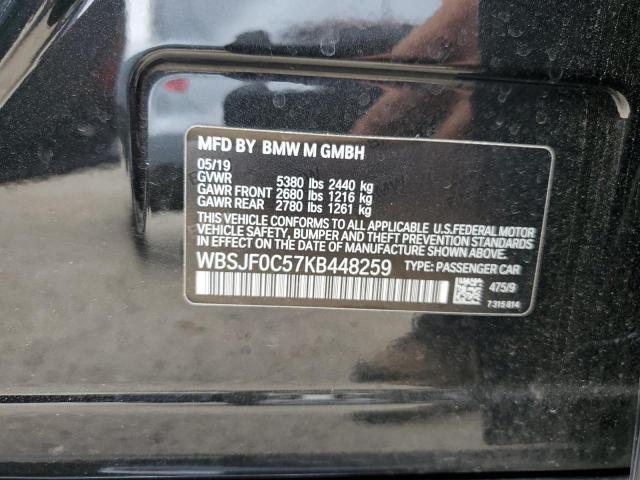 MFD BY BMW M GMBH
05/19
GVWR 5380 lbs 2440 kg
GAWR FRONT 2680 lbs 1216 kg
GAWR REAR 2780 lbs 1261 kg
THIS VEHICLE CONFORMS TO ALL APPLICABLE U.S.FEDERAL MOTOR
VEHICLE SAFETY, BUMPER AND THEFT PREVENTION STANDARDS
IN EFFECT ON THE DATE OF MANUFACTURE SHOWN ABOVE.
WBSJF0C57KB448259 TYPE: PASSENGER CAR
475/9
7315814